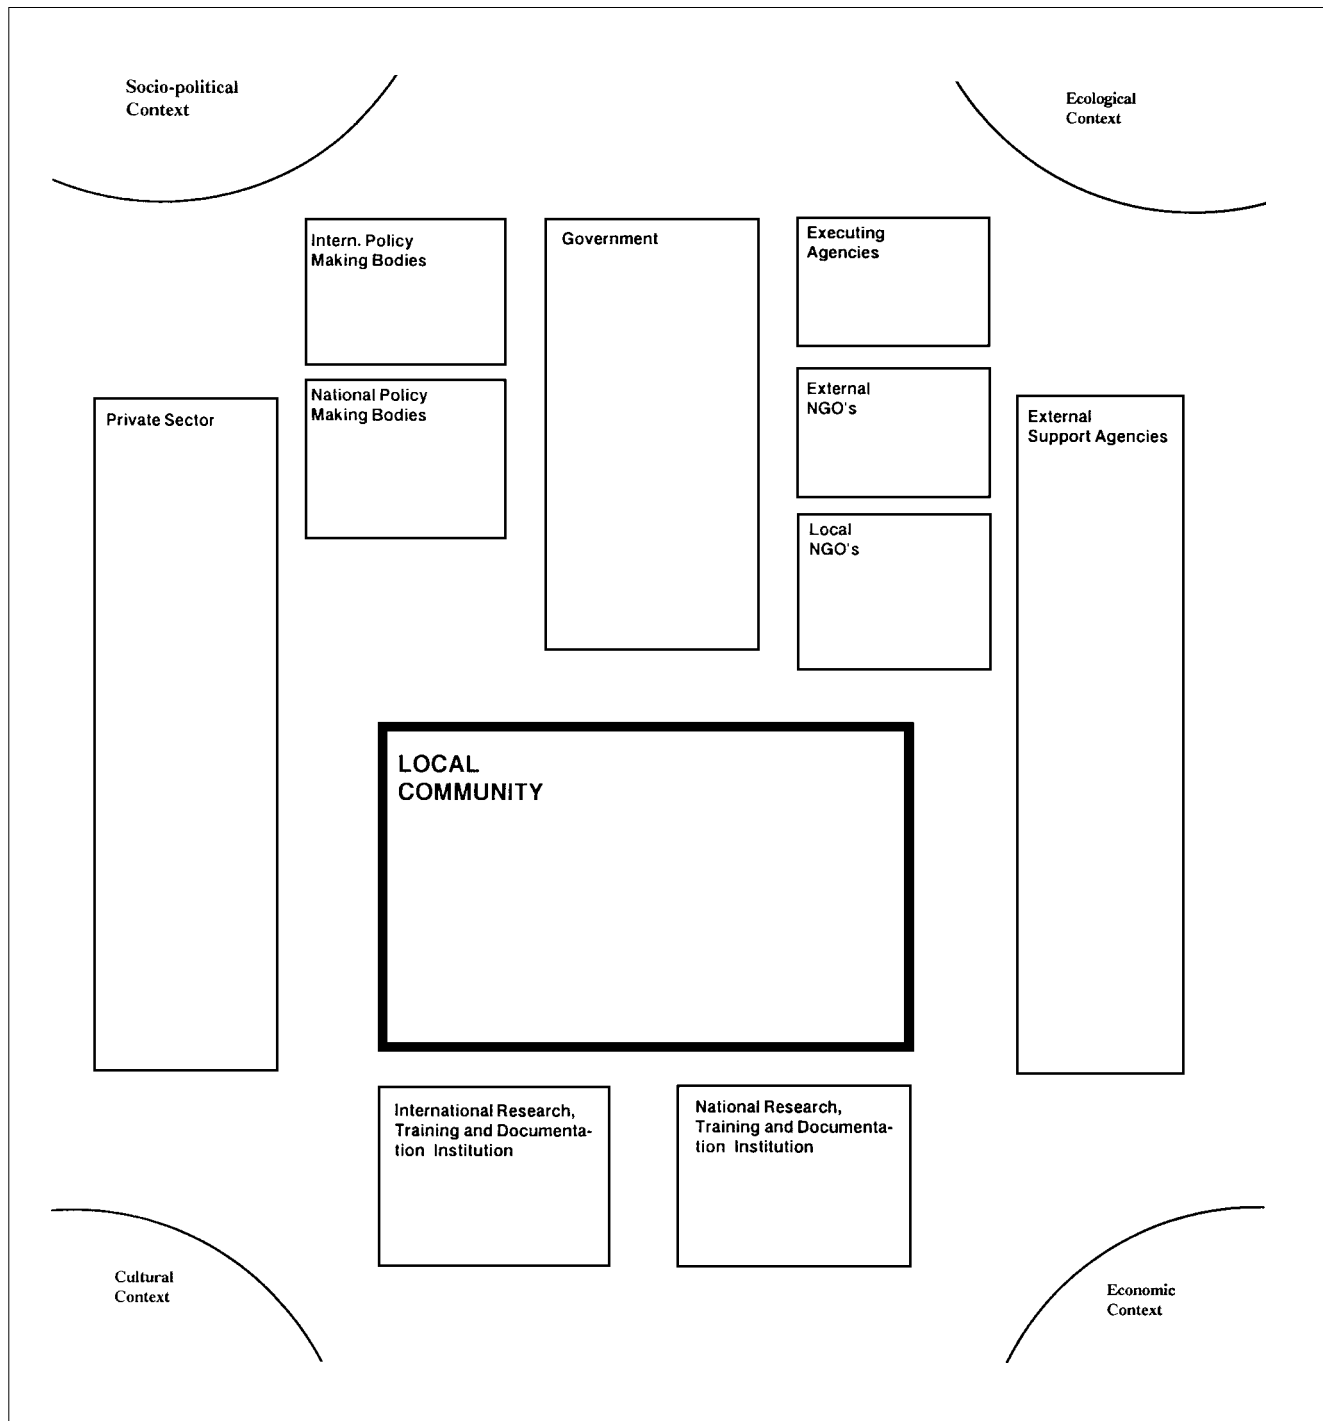 Socio-political
Context
Ecological
Context
Intern. Policy
Making Bodies
Government
Executing
Agencies
National Policy
Making Bodies
External
NGO's
Private Sector
External
Support Agencies
Local
NGO's
LOCAL
COMMUNITY
International Research,
Training and Documenta-
tion Institution
National Research,
Training and Documenta-
tion Institution
Cultural
Context
Economic
Context